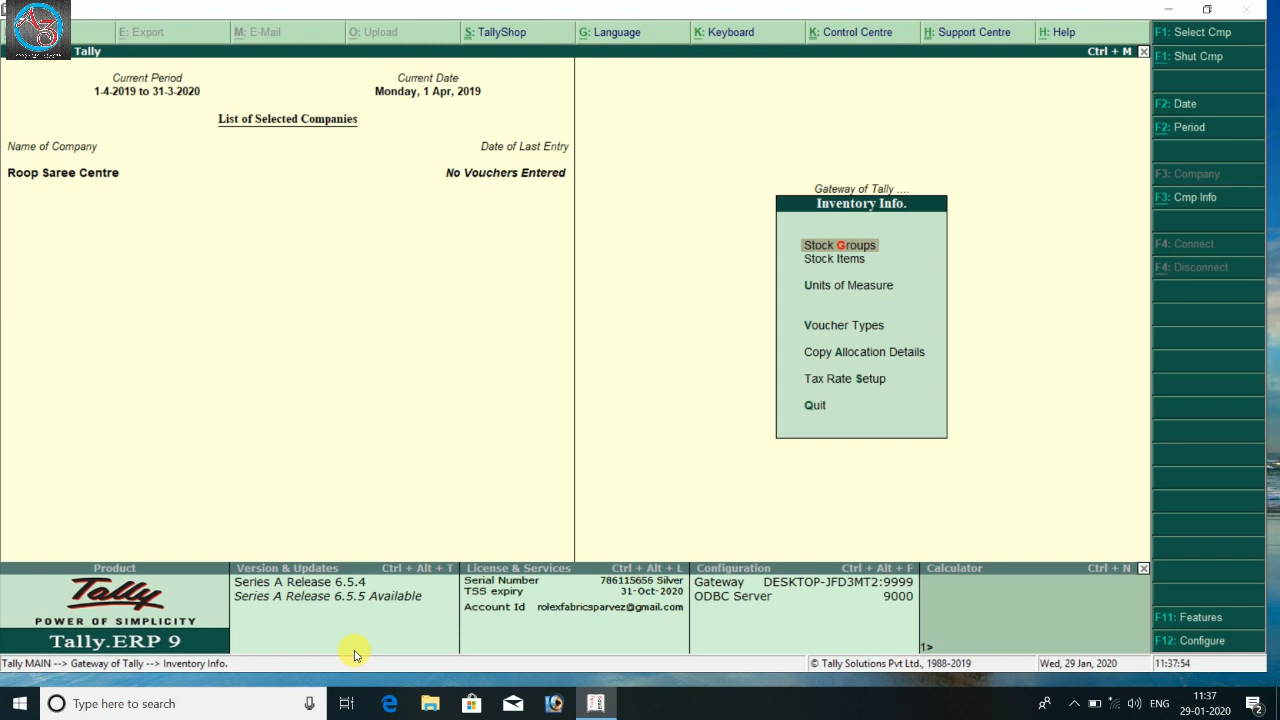 E: Export
M: E-Mail
O: Upload
S: TallyShop
G: Language
K: Keyboard
K: Control Centre
H: Support Centre
H: Help
Tally
Ctrl + M
Current Period
1-4-2019 to 31-3-2020
Current Date
Monday, 1 Apr, 2019
List of Selected Companies
Name of Company
Date of Last Entry
Roop Saree Centre
No Vouchers Entered
Gateway of Tally ....
Inventory Info.
Stock Groups
Stock Items
Units of Measure
Voucher Types
Copy Allocation Details
Tax Rate Setup
Quit
F1: Select Cmp
F1: Shut Cmp
F2: Date
F2: Period
F3: Company
F3: Cmp Info
F4: Connect
F4: Disconnect
F11: Features
F12: Configure
Product
Tally
POWER OF SIMPLICITY
Tally.ERP 9
Version & Updates Ctrl + Alt + T
Series A Release 6.5.4
Series A Release 6.5.5 Available
License & Services Ctrl + Alt + L
Serial Number 786115656 Silver
TSS expiry 31-Oct-2020
Account Id rolexfabricsparvez@gmail.com
Configuration Ctrl + Alt + F
Gateway DESKTOP-JFD3MT2:9999
ODBC Server 9000
Calculator Ctrl + N
1>
Tally MAIN --> Gateway of Tally --> Inventory Info.
© Tally Solutions Pvt Ltd., 1988-2019
Wed, 29 Jan, 2020
11:37:54
Type here to search
ENG
11:37
29-01-2020
2